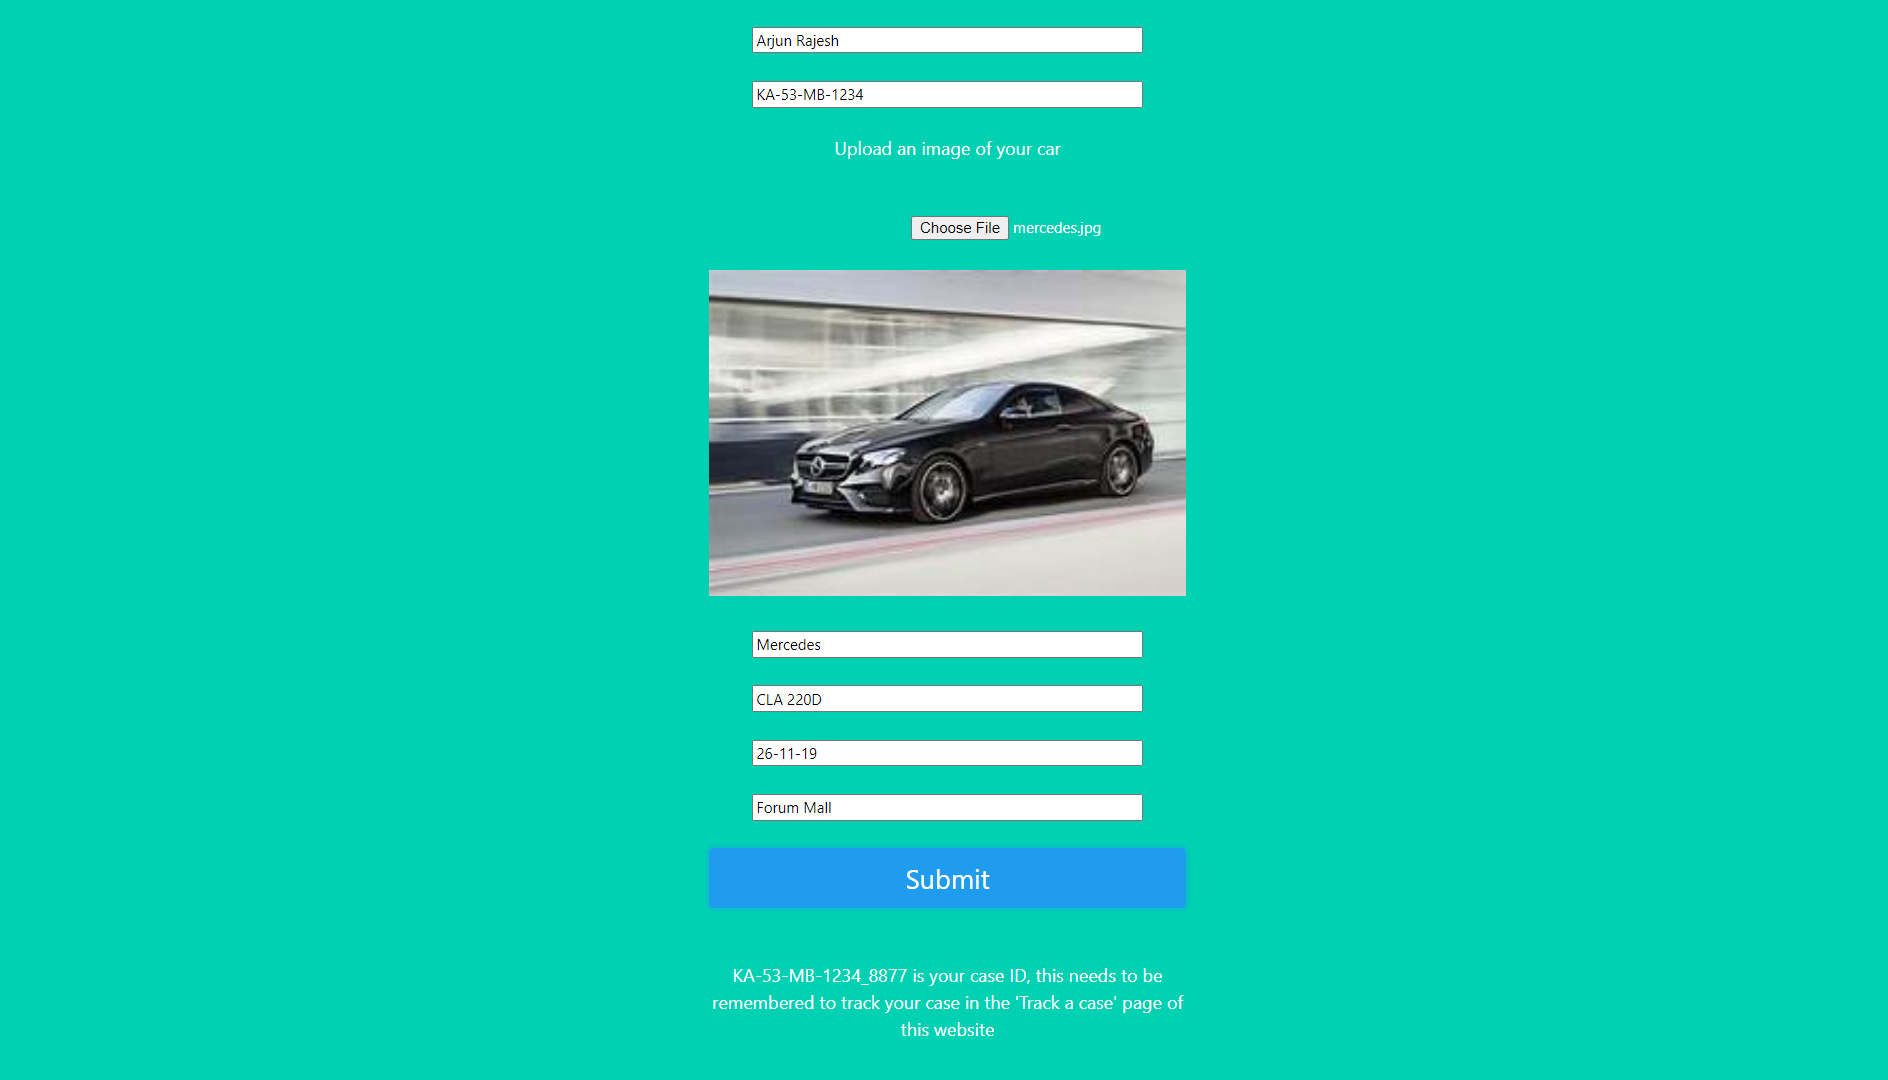 Arjun Rajesh
KA-53-MB-1234
Upload an image of your car
Choose File mercedes.jpg
Mercedes
CLA 220D
26-11-19
Forum Mall
Submit
KA-53-MB-1234_8877 is your case ID, this needs to be
remembered to track your case in the 'Track a case' page of
this website